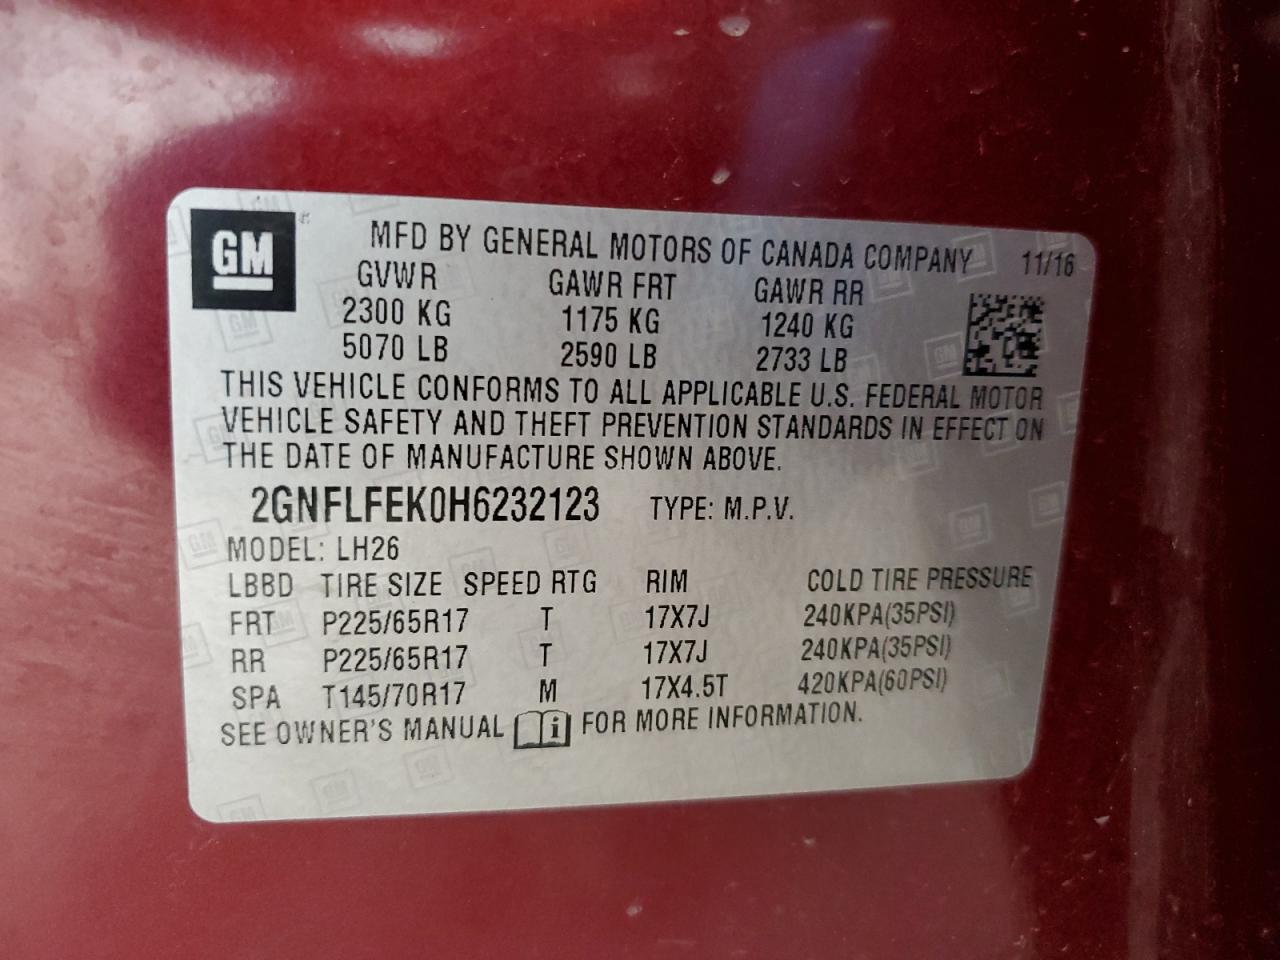 GM
MFD BY GENERAL MOTORS OF CANADA COMPANY 11/16
GVWR GAWR FRT GAWR RR
2300 KG 1175 KG 1240 KG
5070 LB 2590 LB 2733 LB
THIS VEHICLE CONFORMS TO ALL APPLICABLE U.S. FEDERAL MOTOR
VEHICLE SAFETY AND THEFT PREVENTION STANDARDS IN EFFECT ON
THE DATE OF MANUFACTURE SHOWN ABOVE.
2GNFLFEK0H6232123 TYPE: M.P.V.
MODEL: LH26
LBBD TIRE SIZE SPEED RTG RIM COLD TIRE PRESSURE
FRT P225/65R17 T 17X7J 240KPA(35PSI)
RR P225/65R17 T 17X7J 240KPA(35PSI)
SPA T145/70R17 M 17X4.5T 420KPA(60PSI)
SEE OWNER'S MANUAL i FOR MORE INFORMATION.